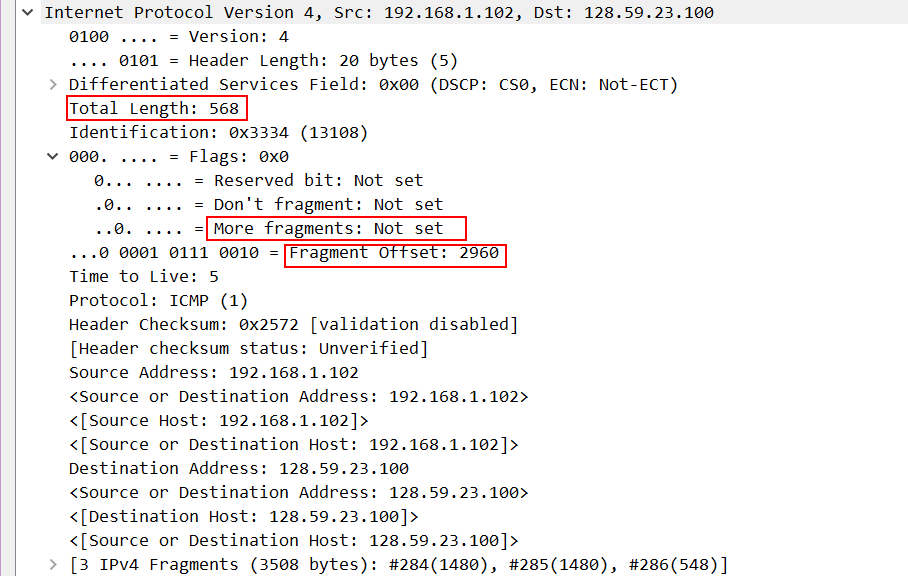 Internet Protocol Version 4, Src: 192.168.1.102, Dst: 128.59.23.100
0100 .... = Version: 4
.... 0101 = Header Length: 20 bytes (5)
Differentiated Services Field: 0x00 (DSCP: CS0, ECN: Not-ECT)
Total Length: 568
Identification: 0x3334 (13108)
000. .... = Flags: 0x0
0... .... = Reserved bit: Not set
.0.. .... = Don't fragment: Not set
..0. .... = More fragments: Not set
...0 0001 0111 0010 = Fragment Offset: 2960
Time to Live: 5
Protocol: ICMP (1)
Header Checksum: 0x2572 [validation disabled]
[Header checksum status: Unverified]
Source Address: 192.168.1.102
<Source or Destination Address: 192.168.1.102>
<[Source Host: 192.168.1.102]>
<[Source or Destination Host: 192.168.1.102]>
Destination Address: 128.59.23.100
<Source or Destination Address: 128.59.23.100>
<[Destination Host: 128.59.23.100]>
<[Source or Destination Host: 128.59.23.100]>
[3 IPv4 Fragments (3508 bytes): #284(1480), #285(1480), #286(548)]